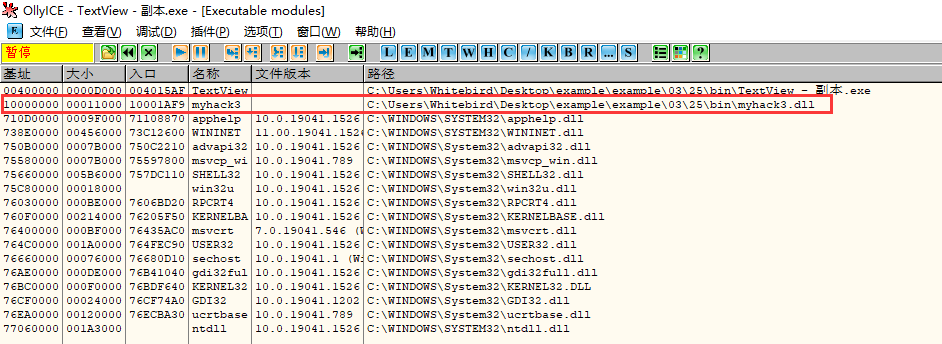 OllyICE - TextView - 副本.exe - [Executable modules]
E 文件(F) 查看(V) 调试(D) 插件(P) 选项(T) 窗口(W) 帮助(H)
暂停 L E M T W H C / K B R ... S ?
基址 大小 入口 名称 文件版本 路径
00400000 0000D000 004015AF TextView C:\Users\Whitebird\Desktop\example\example\03\25\bin\TextView - 副本.exe
10000000 00011000 10001AF9 myhack3 C:\Users\Whitebird\Desktop\example\example\03\25\bin\myhack3.dll
710D0000 0009F000 71108870 apphelp 10.0.19041.1526 C:\WINDOWS\SYSTEM32\apphelp.dll
738E0000 00456000 73C12600 WININET 11.00.19041.1526 C:\WINDOWS\SYSTEM32\WININET.dll
750B0000 0007B000 750C2210 advapi32 10.0.19041.1526 C:\WINDOWS\System32\advapi32.dll
75580000 0007B000 75597800 msvcp_wi 10.0.19041.789 C:\WINDOWS\System32\msvcp_win.dll
75660000 005B6000 757DC110 SHELL32 10.0.19041.1526 C:\WINDOWS\System32\SHELL32.dll
75C80000 00018000 win32u 10.0.19041.1526 C:\WINDOWS\System32\win32u.dll
76030000 000BE000 7606BD20 RPCRT4 10.0.19041.1526 C:\WINDOWS\System32\RPCRT4.dll
760F0000 00214000 76205F50 KERNELBA 10.0.19041.1526 C:\WINDOWS\System32\KERNELBASE.dll
76400000 000BF000 76435AC0 msvcrt 7.0.19041.546 (W C:\WINDOWS\System32\msvcrt.dll
764C0000 001A0000 764FEC90 USER32 10.0.19041.1526 C:\WINDOWS\System32\USER32.dll
76660000 00076000 76680D10 sechost 10.0.19041.1 (Wi C:\WINDOWS\System32\sechost.dll
76AE0000 000DE000 76B41040 gdi32ful 10.0.19041.1526 C:\WINDOWS\System32\gdi32full.dll
76BC0000 000F0000 76BDF640 KERNEL32 10.0.19041.1526 C:\WINDOWS\System32\KERNEL32.DLL
76CF0000 00024000 76CF74A0 GDI32 10.0.19041.1202 C:\WINDOWS\System32\GDI32.dll
76EA0000 00120000 76ECBA30 ucrtbase 10.0.19041.789 C:\WINDOWS\System32\ucrtbase.dll
77060000 001A3000 ntdll 10.0.19041.1526 C:\WINDOWS\SYSTEM32\ntdll.dll